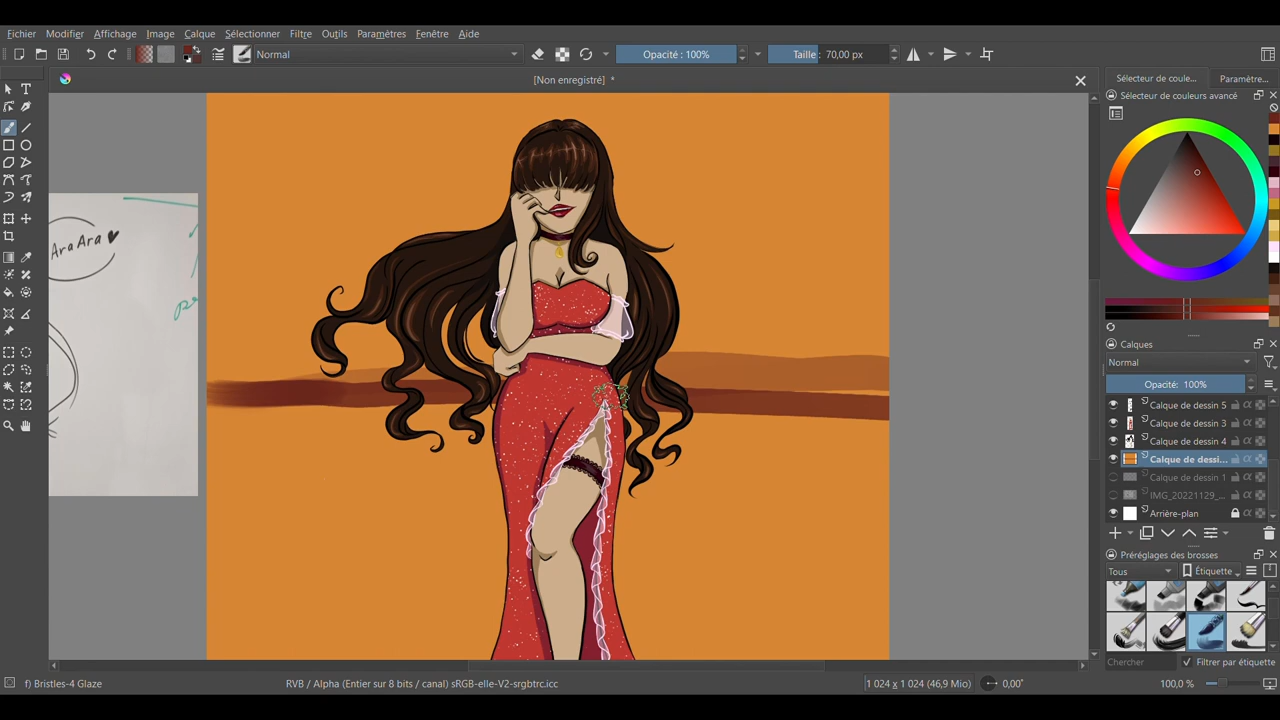 Fichier Modifier Affichage Image Calque Sélectionner Filtre Outils Paramètres Fenêtre Aide
Normal Opacité : 100% Taille : 70,00 px
[Non enregistré] *
Sélecteur de coule... Paramètre...
Sélecteur de couleurs avancé
AraAra
Calques
Normal
Opacité: 100%
Calque de dessin 5
Calque de dessin 3
Calque de dessin 4
Calque de dessi...
Calque de dessin 1
IMG_20221129_...
Arrière-plan
Préréglages des brosses
Tous Étiquette
Chercher Filtrer par étiquette
f) Bristles-4 Glaze RVB / Alpha (Entier sur 8 bits / canal) sRGB-elle-V2-srgbtrc.icc 1 024 x 1 024 (46,9 Mio) 0,00° 100,0 %